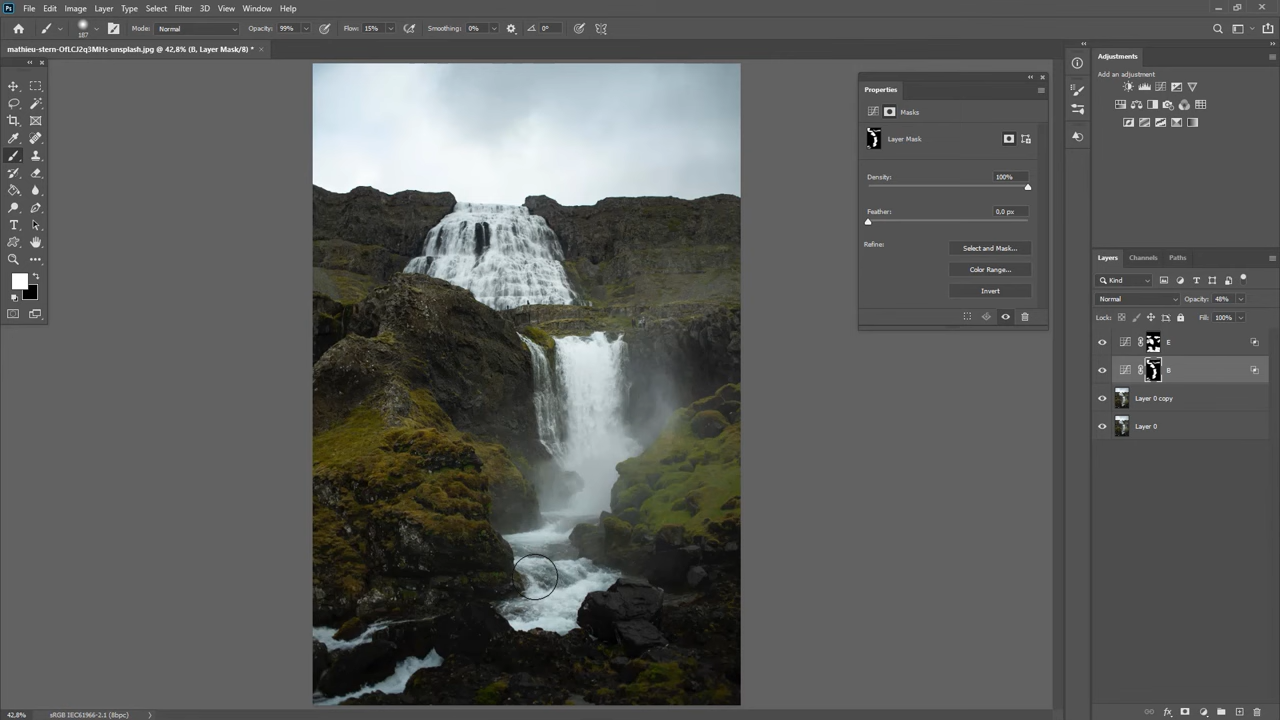 Ps File Edit Image Layer Type Select Filter 3D View Window Help
187 Mode: Normal Opacity: 99% Flow: 15% Smoothing: 0% 0°
mathieu-stern-OfLCJ2q3MHs-unsplash.jpg @ 42,8% (B, Layer Mask/8) *
Properties
Masks
Layer Mask
Density: 100%
Feather: 0,0 px
Refine:
Select and Mask...
Color Range...
Invert
Adjustments
Add an adjustment
Layers Channels Paths
Kind
Normal Opacity: 48%
Lock: Fill: 100%
E
B
Layer 0 copy
Layer 0
42,8% sRGB IEC61966-2.1 (8bpc)